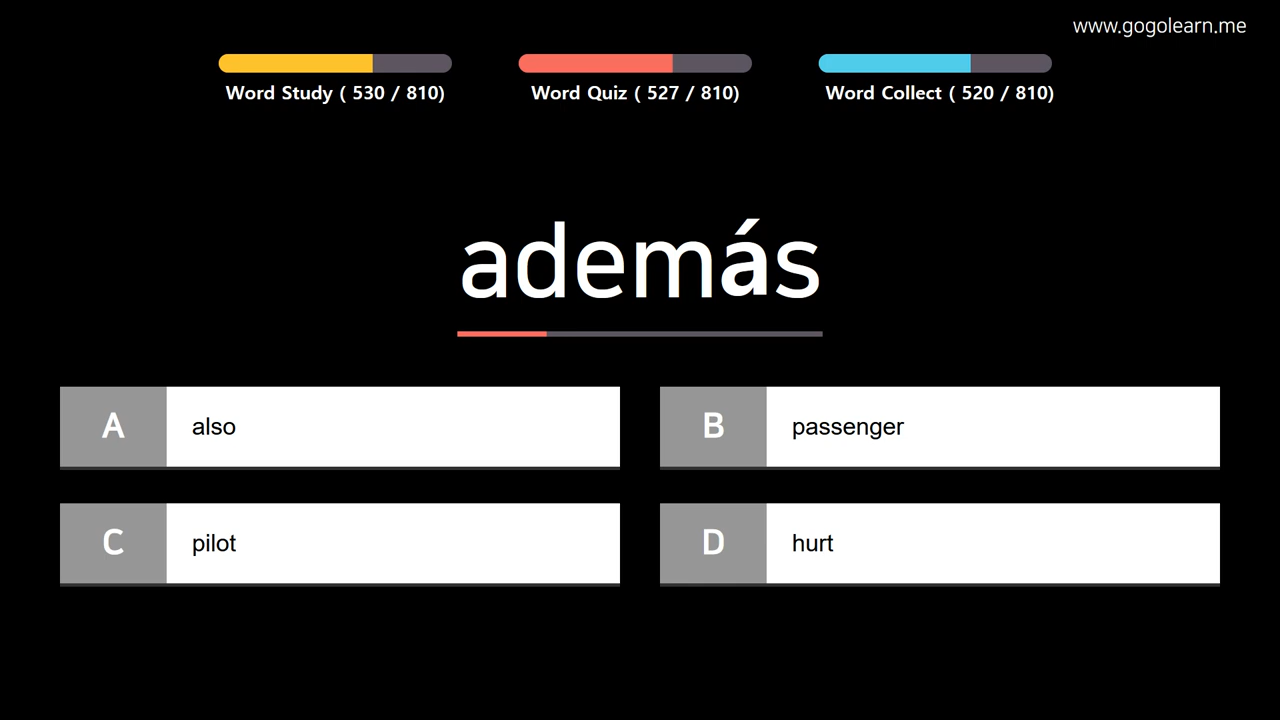 www.gogolearn.me
Word Study ( 530 / 810)
Word Quiz ( 527 / 810)
Word Collect ( 520 / 810)
además
A also
B passenger
C pilot
D hurt